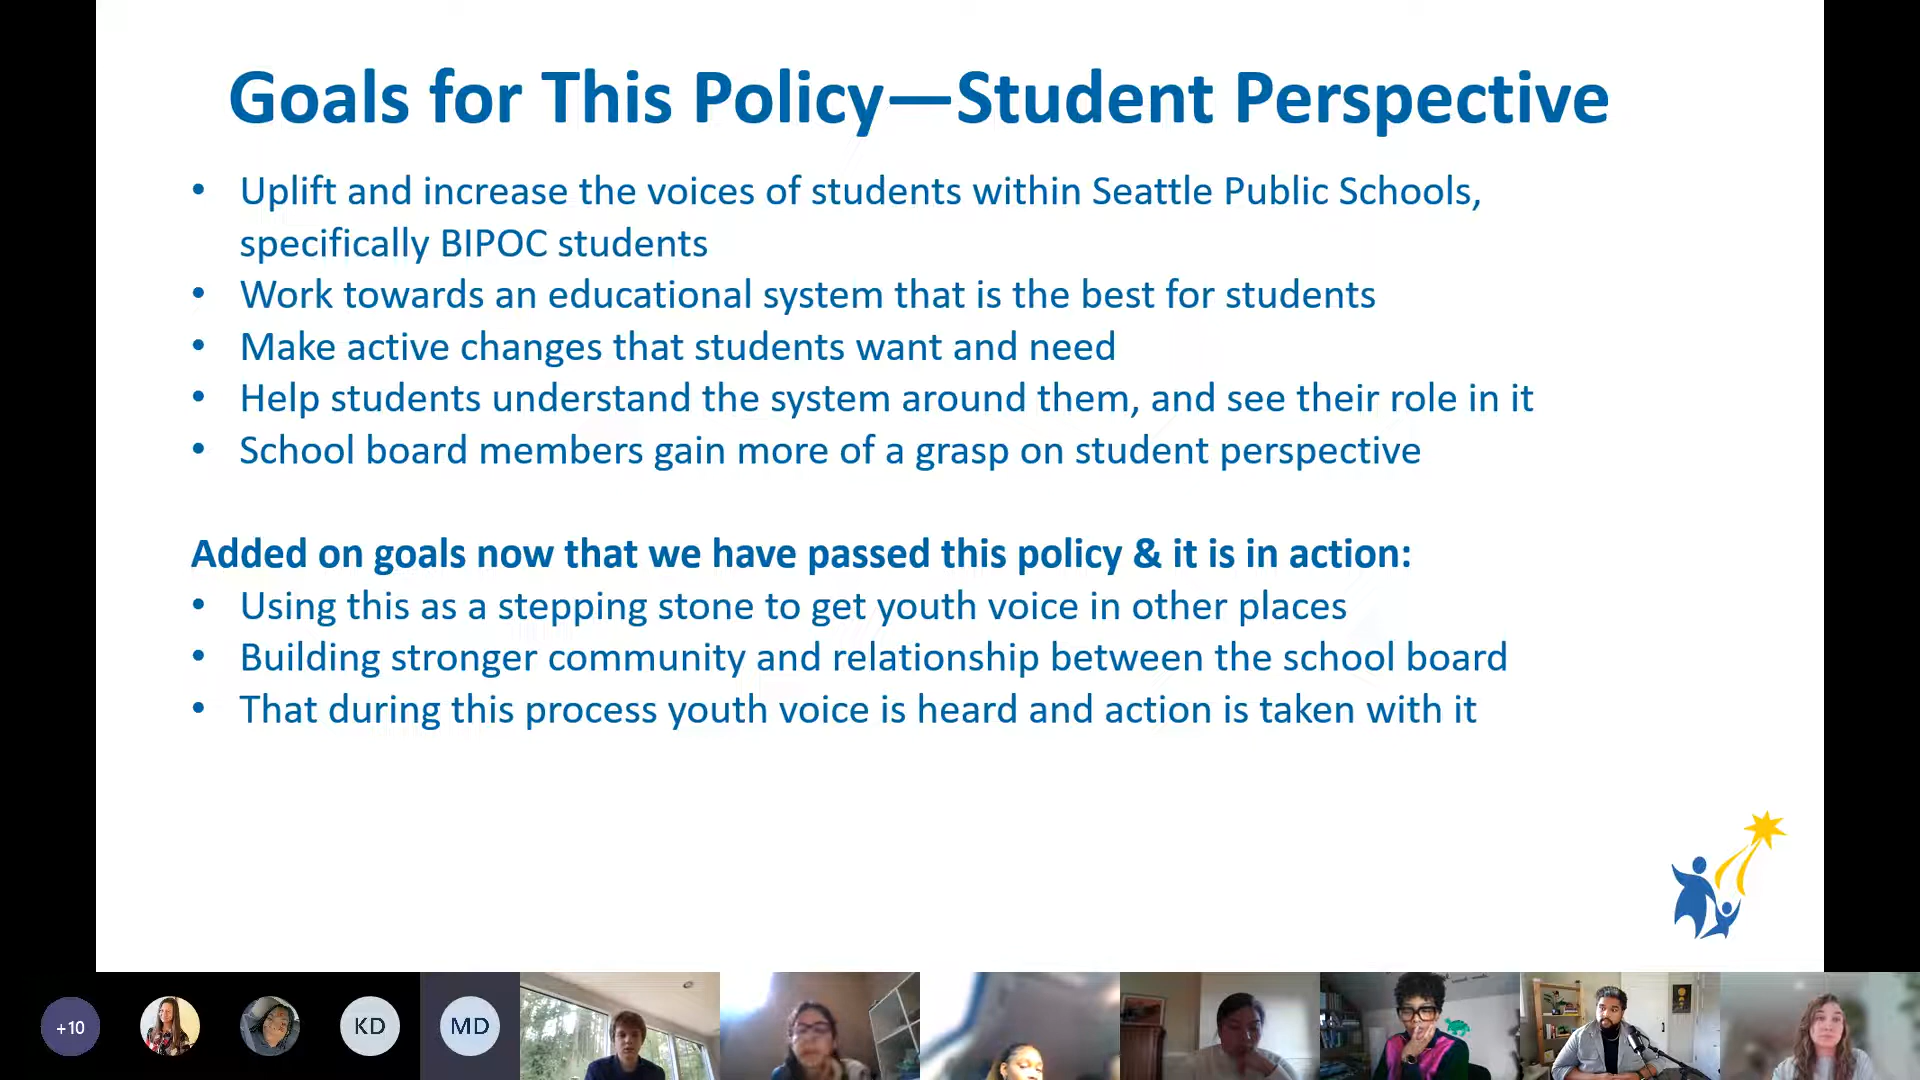 Goals for This Policy—Student Perspective
• Uplift and increase the voices of students within Seattle Public Schools,
specifically BIPOC students
• Work towards an educational system that is the best for students
• Make active changes that students want and need
• Help students understand the system around them, and see their role in it
• School board members gain more of a grasp on student perspective
Added on goals now that we have passed this policy & it is in action:
• Using this as a stepping stone to get youth voice in other places
• Building stronger community and relationship between the school board
• That during this process youth voice is heard and action is taken with it
+10
KD
MD